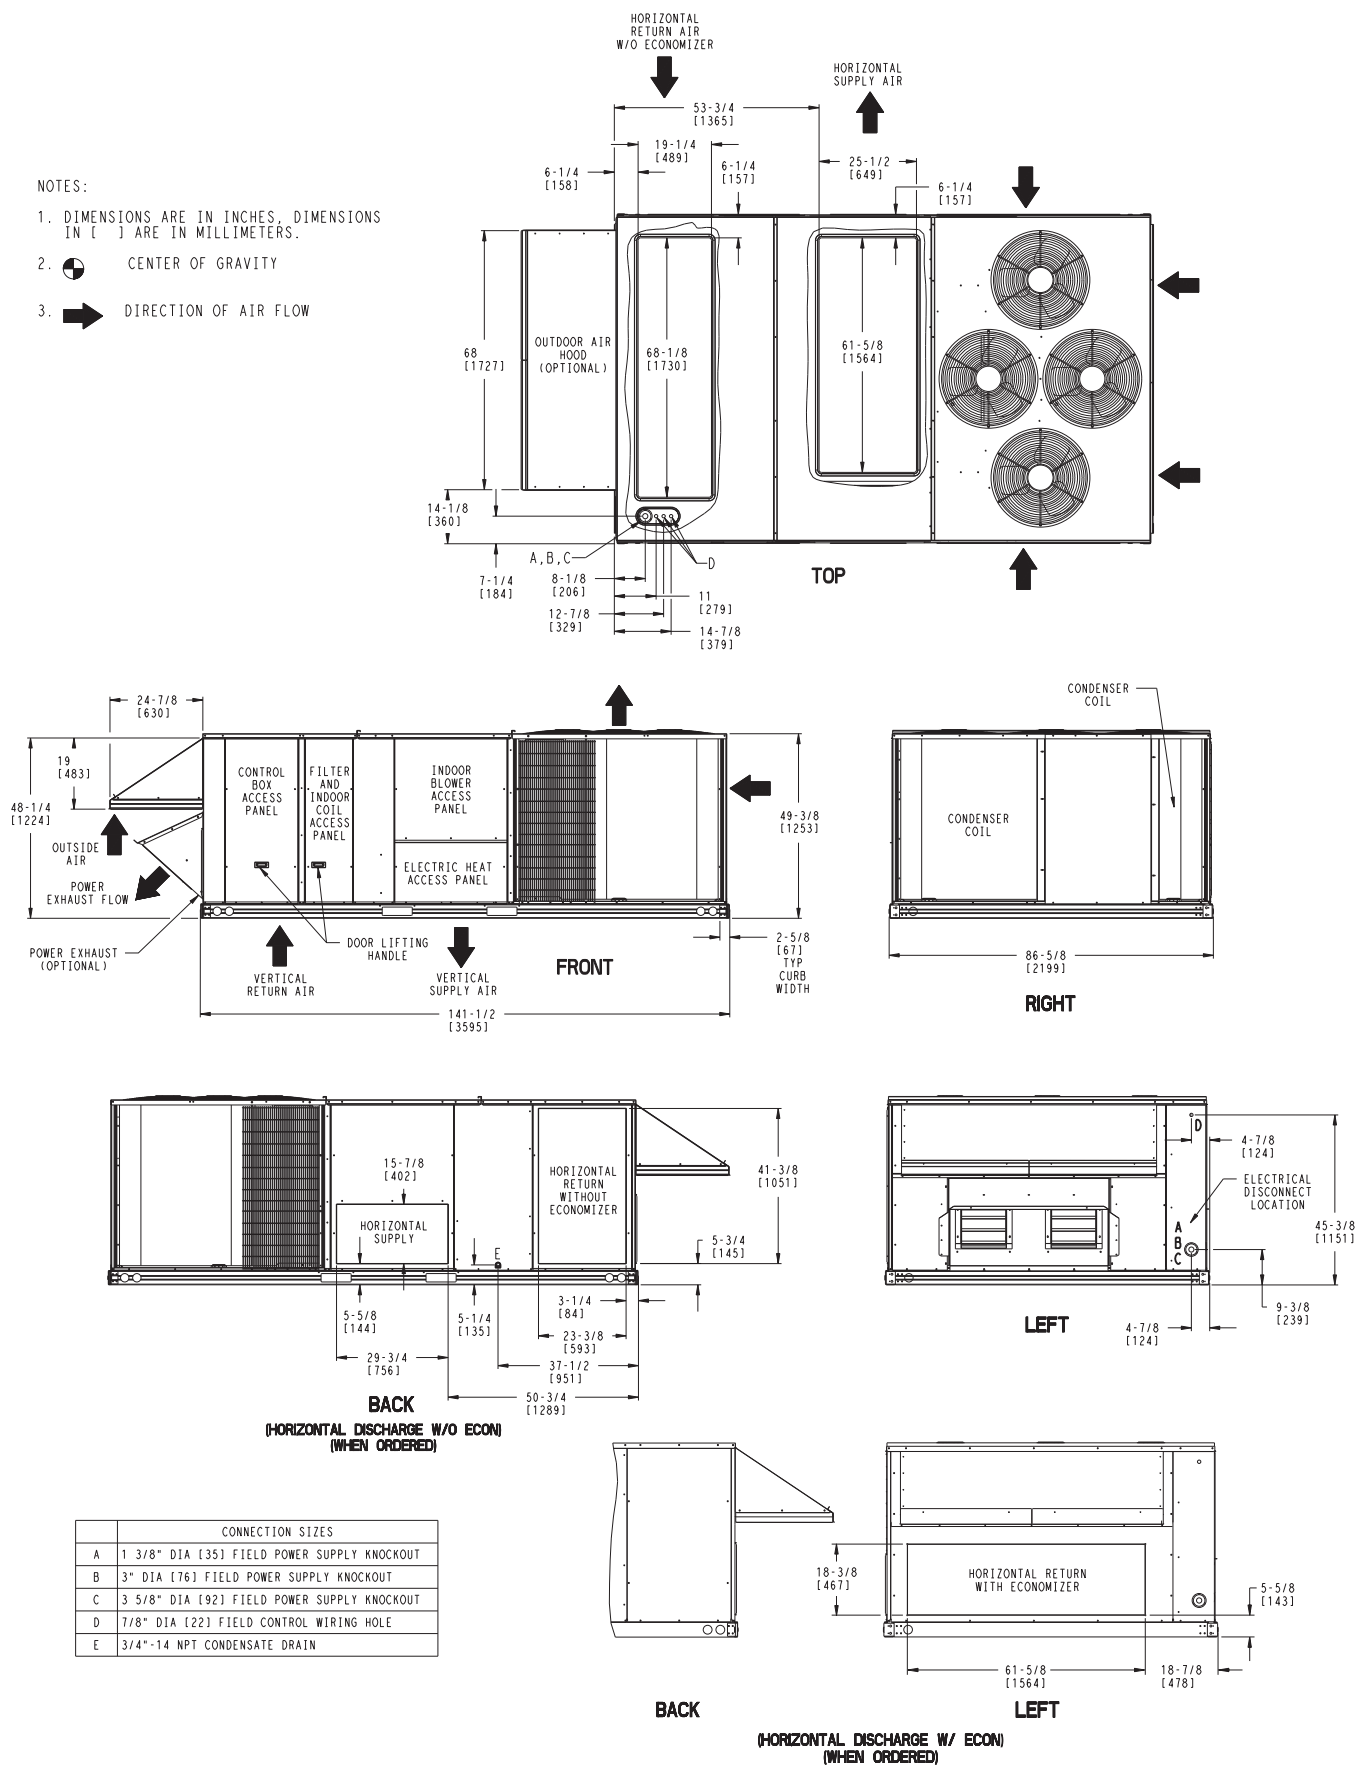 HORIZONTAL
RETURN AIR
W/O ECONOMIZER
HORIZONTAL
SUPPLY AIR
53-3/4
[1365]
19-1/4
[489]
6-1/4
[158]
6-1/4
[157]
25-1/2
[649]
6-1/4
[157]
NOTES:
1. DIMENSIONS ARE IN INCHES, DIMENSIONS
IN [ ] ARE IN MILLIMETERS.
2. CENTER OF GRAVITY
3. DIRECTION OF AIR FLOW
68
[1727]
OUTDOOR AIR
HOOD
(OPTIONAL)
68-1/8
[1730]
61-5/8
[1564]
14-1/8
[360]
7-1/4
[184]
A,B,C
D
8-1/8
[206]
11
[279]
12-7/8
[329]
14-7/8
[379]
TOP
24-7/8
[630]
19
[483]
48-1/4
[1224]
OUTSIDE
AIR
POWER
EXHAUST FLOW
POWER EXHAUST
(OPTIONAL)
CONTROL
BOX
ACCESS
PANEL
FILTER
AND
INDOOR
COIL
ACCESS
PANEL
INDOOR
BLOWER
ACCESS
PANEL
ELECTRIC HEAT
ACCESS PANEL
DOOR LIFTING
HANDLE
VERTICAL
RETURN AIR
VERTICAL
SUPPLY AIR
FRONT
49-3/8
[1253]
2-5/8
[67]
TYP
CURB
WIDTH
141-1/2
[3595]
CONDENSER
COIL
CONDENSER
COIL
86-5/8
[2199]
RIGHT
15-7/8
[402]
HORIZONTAL
SUPPLY
E
HORIZONTAL
RETURN
WITHOUT
ECONOMIZER
41-3/8
[1051]
5-3/4
[145]
5-5/8
[144]
5-1/4
[135]
3-1/4
[84]
23-3/8
[593]
29-3/4
[756]
37-1/2
[951]
50-3/4
[1289]
BACK
(HORIZONTAL DISCHARGE W/O ECON)
(WHEN ORDERED)
D
4-7/8
[124]
ELECTRICAL
DISCONNECT
LOCATION
A
B
C
45-3/8
[1151]
9-3/8
[239]
4-7/8
[124]
LEFT
CONNECTION SIZES
A 1 3/8" DIA [35] FIELD POWER SUPPLY KNOCKOUT
B 3" DIA [76] FIELD POWER SUPPLY KNOCKOUT
C 3 5/8" DIA [92] FIELD POWER SUPPLY KNOCKOUT
D 7/8" DIA [22] FIELD CONTROL WIRING HOLE
E 3/4"-14 NPT CONDENSATE DRAIN
18-3/8
[467]
HORIZONTAL RETURN
WITH ECONOMIZER
5-5/8
[143]
61-5/8
[1564]
18-7/8
[478]
BACK
LEFT
(HORIZONTAL DISCHARGE W/ ECON)
(WHEN ORDERED)